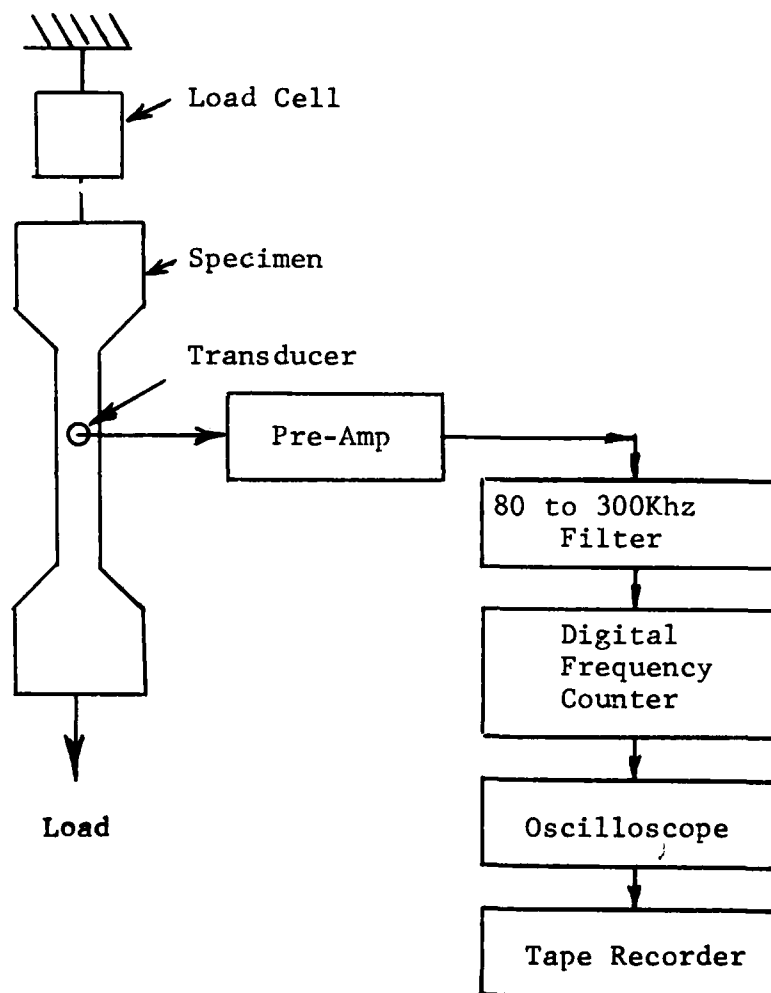 Load Cell
Specimen
Transducer
Pre-Amp
80 to 300Khz
Filter
Digital
Frequency
Counter
Load
Oscilloscope
Tape Recorder